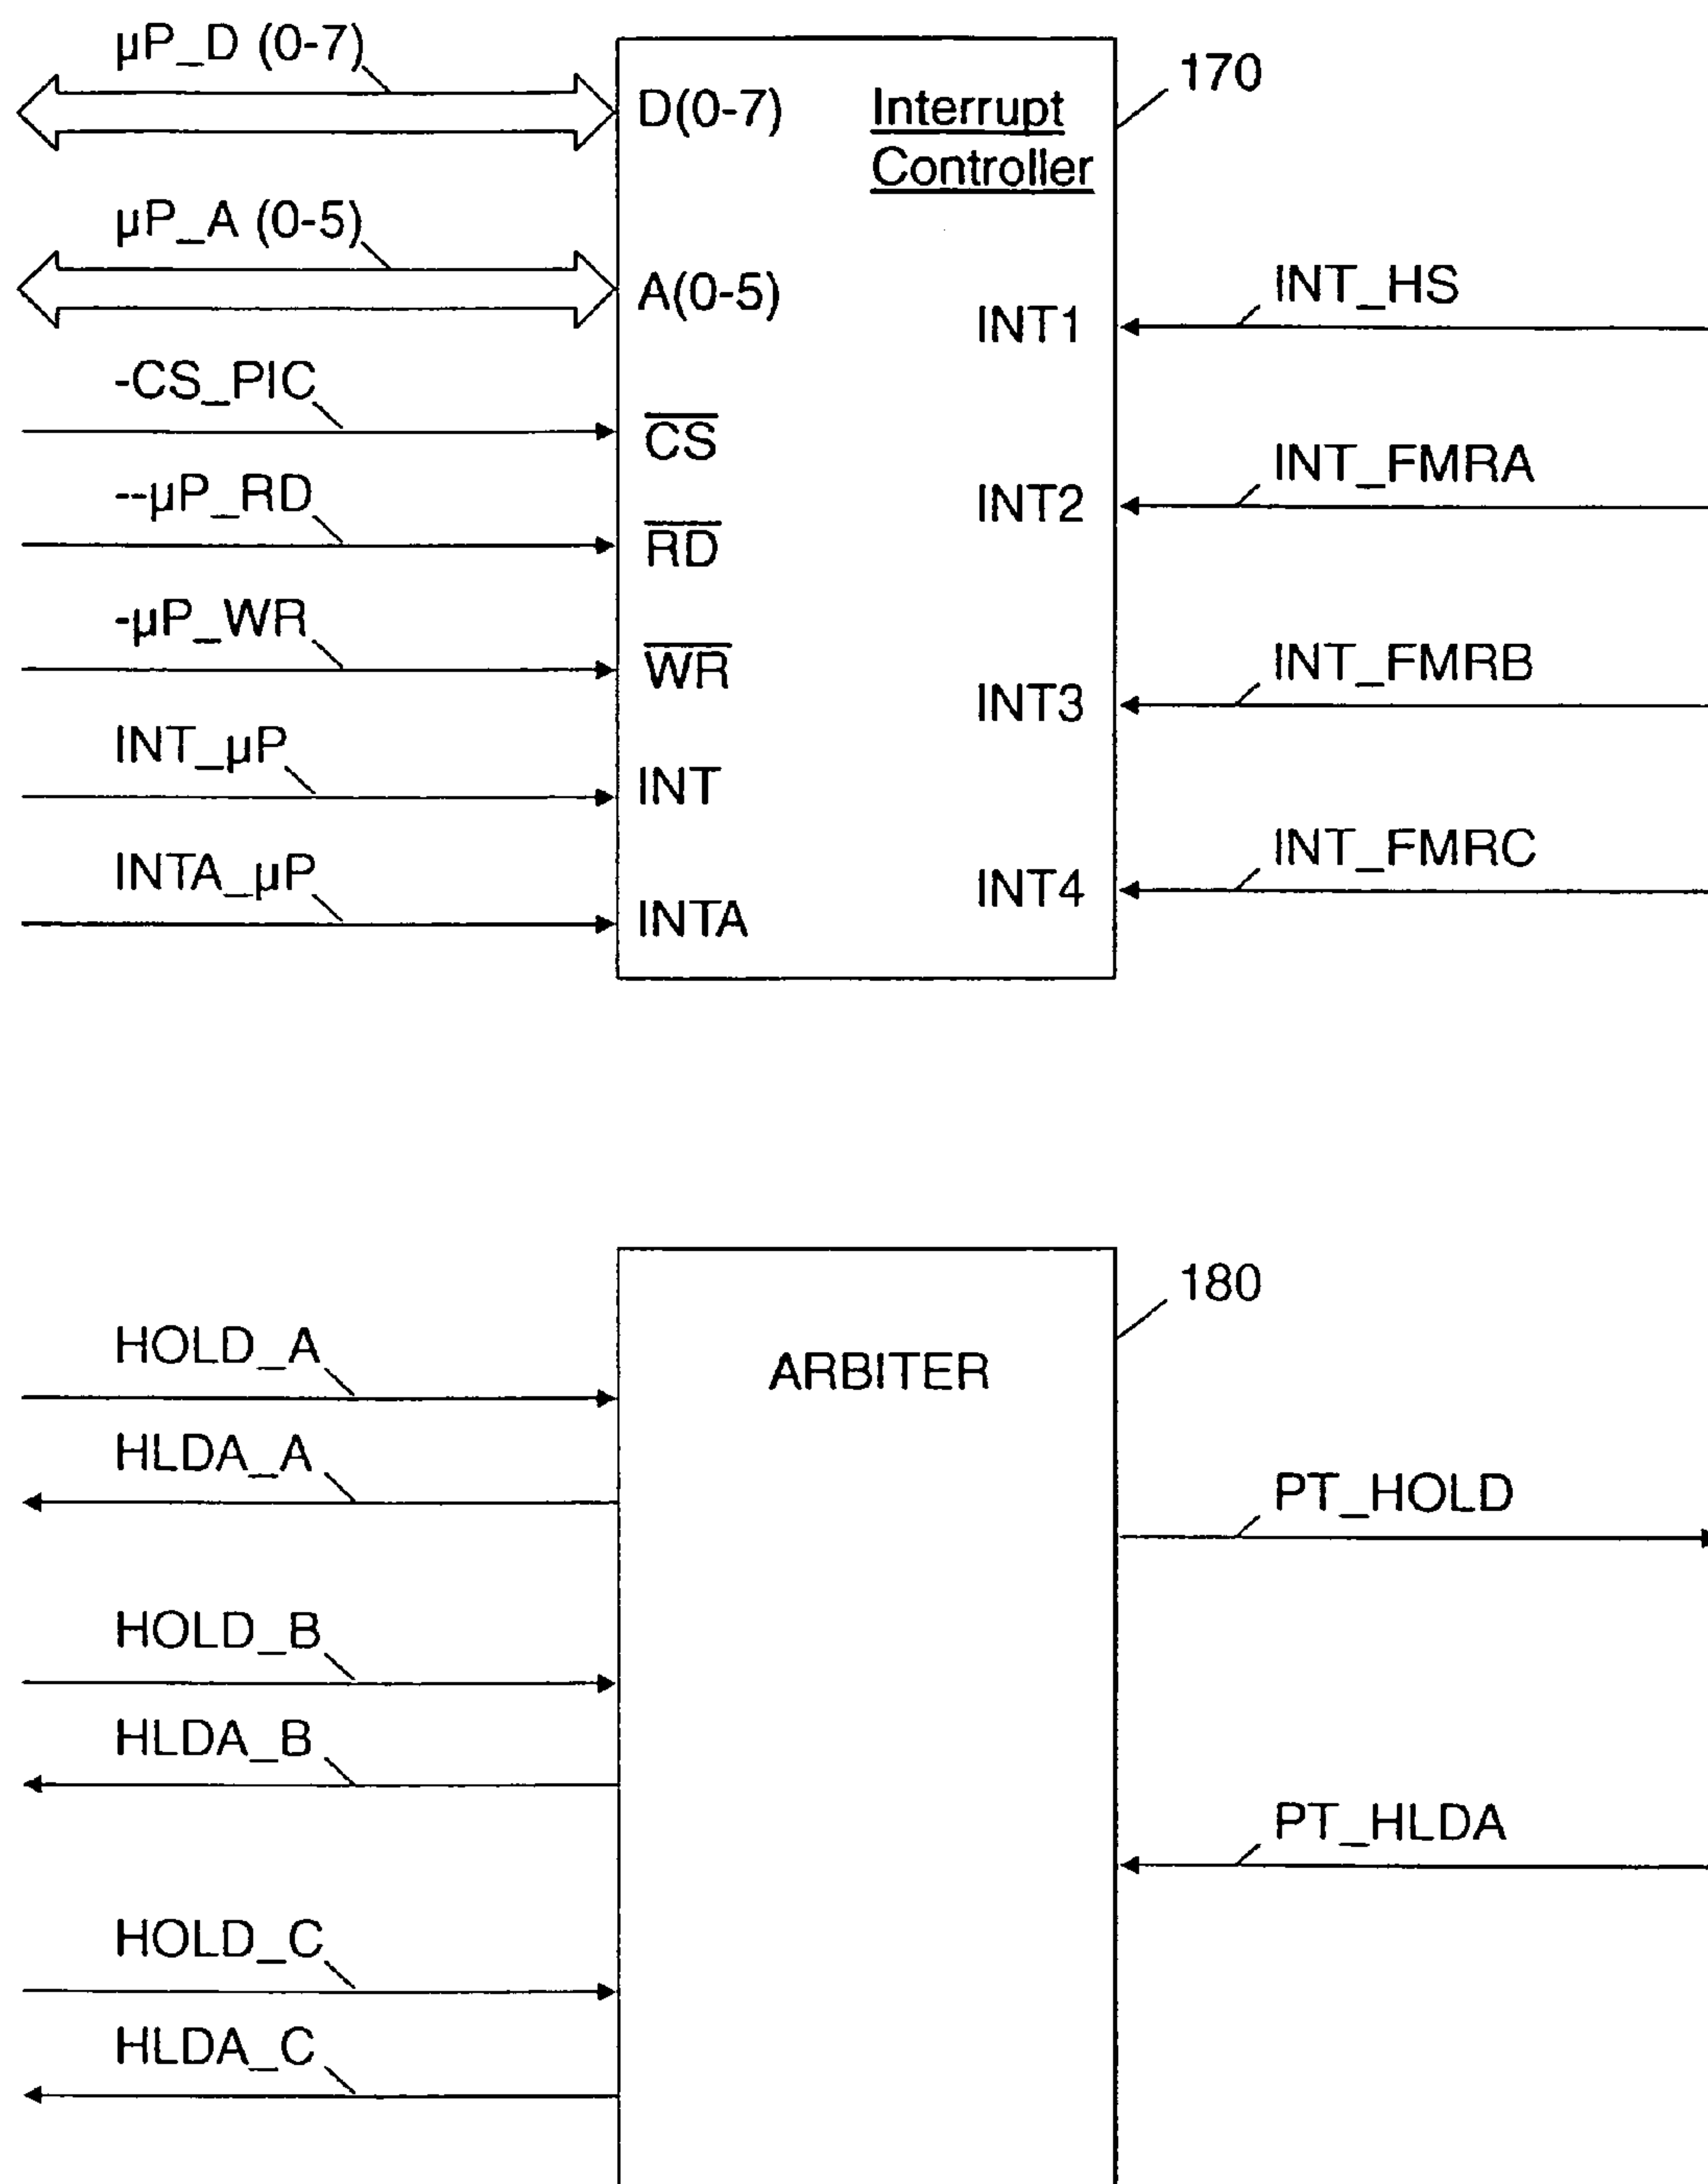 µP_D (0-7)
D(0-7)
Interrupt
Controller
170
µP_A (0-5)
A(0-5)
INT1
INT_HS
-CS_PIC
CS
--µP_RD
RD
INT2
INT_FMRA
-µP_WR
WR
INT3
INT_FMRB
INT_µP
INT
INTA_µP
INTA
INT4
INT_FMRC
180
ARBITER
HOLD_A
HLDA_A
PT_HOLD
HOLD_B
HLDA_B
PT_HLDA
HOLD_C
HLDA_C